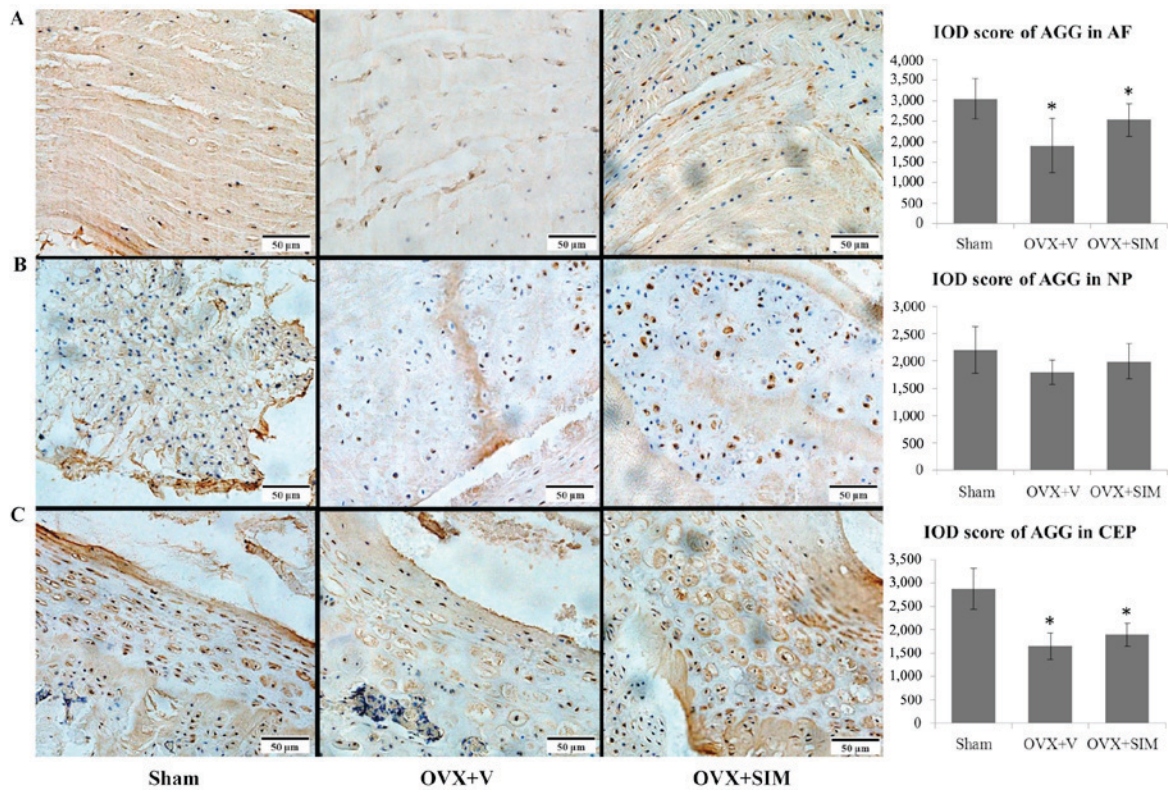 A
50 µm
50 µm
50 µm
IOD score of AGG in AF
4,000
3,500
3,000
2,500
2,000
1,500
1,000
500
0
*
*
Sham OVX+V OVX+SIM
B
50 µm
50 µm
50 µm
IOD score of AGG in NP
3,000
2,500
2,000
1,500
1,000
500
0
Sham OVX+V OVX+SIM
C
50 µm
50 µm
50 µm
IOD score of AGG in CEP
3,500
3,000
2,500
2,000
1,500
1,000
500
0
*
*
Sham OVX+V OVX+SIM
Sham OVX+V OVX+SIM